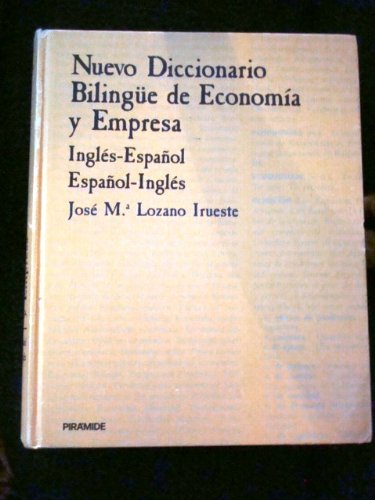 Nuevo Diccionario
Bilingüe de Economía
y Empresa
Inglés-Español
Español-Inglés
José M.ª Lozano Irueste
PIRÁMIDE